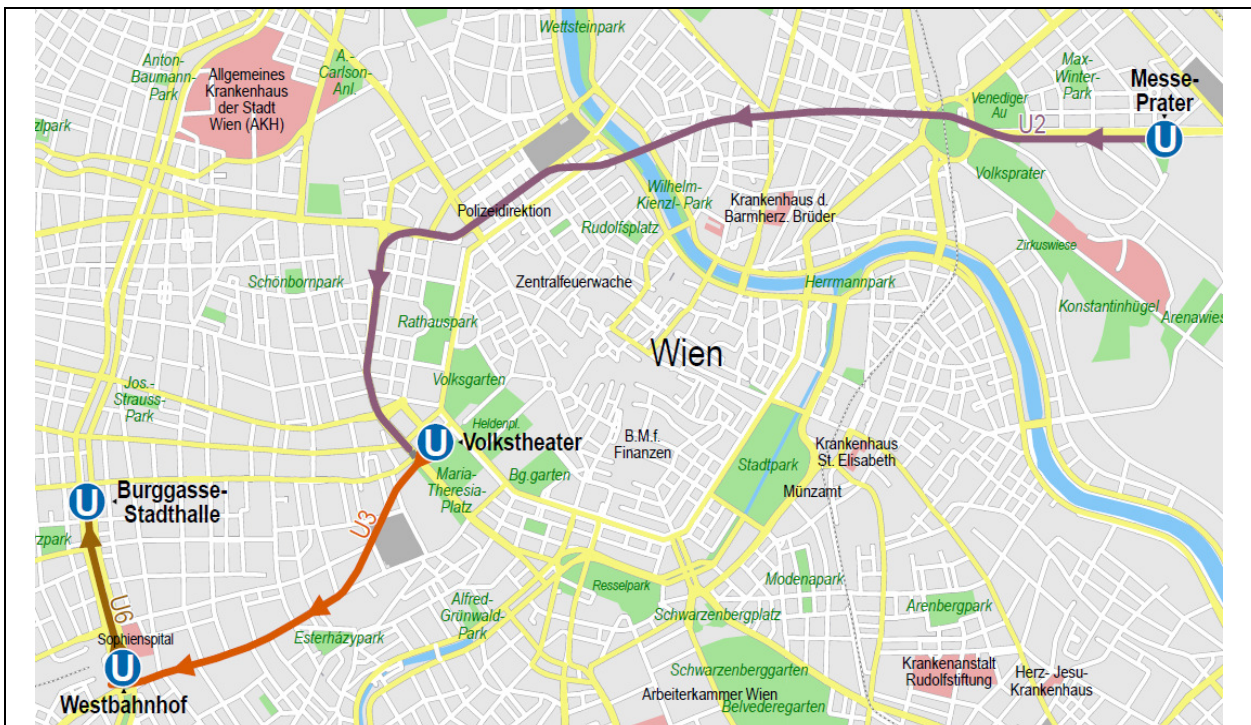 Wettsteinpark
Anton-
Baumann-
Park
A.-
Carlson-
Anl.
Allgemeines
Krankenhaus
der Stadt
Wien (AKH)
Max-
Winter-
Park
Messe-
Prater
Venediger
Au
U2
U
zlpark
Volksprater
Wilhelm-
Kienzl- Park
Krankenhaus d.
Barmherz. Brüder
Polizeidirektion
Rudolfsplatz
Zirkuswiese
Schönbornpark
Zentralfeuerwache
Herrmannpark
Konstantinhügel
Arenawies
Rathauspark
Wien
Volksgarten
Jos.-
Strauss-
Park
Heldenpl.
U
Volkstheater
B.M.f.
Finanzen
Krankenhaus
St. Elisabeth
Maria-
Theresia-
Platz
Bg.garten
Stadtpark
Münzamt
U
Burggasse-
Stadthalle
U3
rzpark
Resselpark
Modenapark
Alfred-
Grünwald-
Park
Schwarzenbergplatz
Arenbergpark
U6
Sophienspital
Esterházypark
U
Westbahnhof
Schwarzenberggarten
Arbeiterkammer Wien
Belvederegarten
Krankenanstalt
Rudolfstiftung
Herz- Jesu-
Krankenhaus